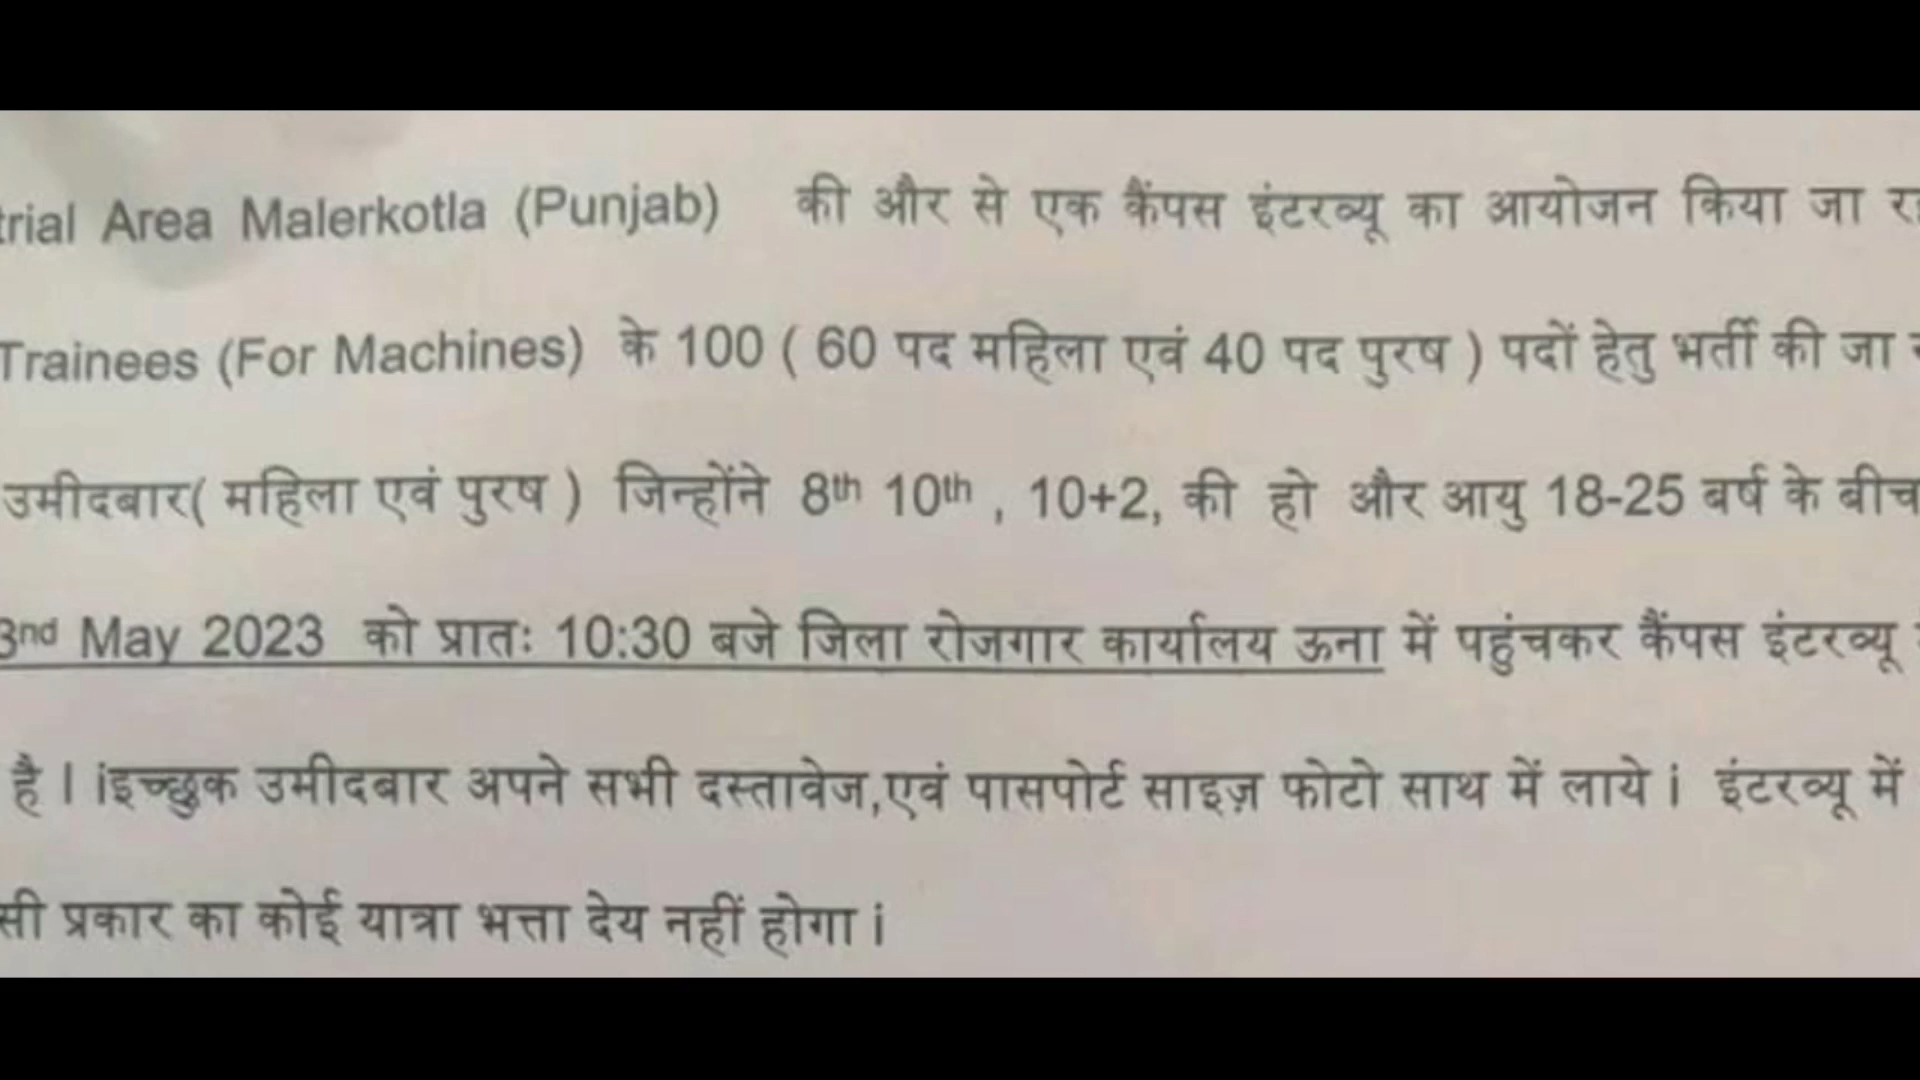 trial Area Malerkotla (Punjab) की और से एक कैंपस इंटरव्यू का आयोजन किया जा
Trainees (For Machines) के 100 ( 60 पद महिला एवं 40 पद पुरष ) पदों हेतु भर्ती की जा
उमीदबार( महिला एवं पुरष ) जिन्होंने 8th 10th , 10+2, की हो और आयु 18-25 बर्ष के बीच
3nd May 2023 को प्रातः 10:30 बजे जिला रोजगार कार्यालय ऊना में पहुंचकर कैंपस इंटरव्यू
है । iइच्छुक उमीदबार अपने सभी दस्तावेज,एवं पासपोर्ट साइज़ फोटो साथ में लाये i इंटरव्यू में
सी प्रकार का कोई यात्रा भत्ता देय नहीं होगा i